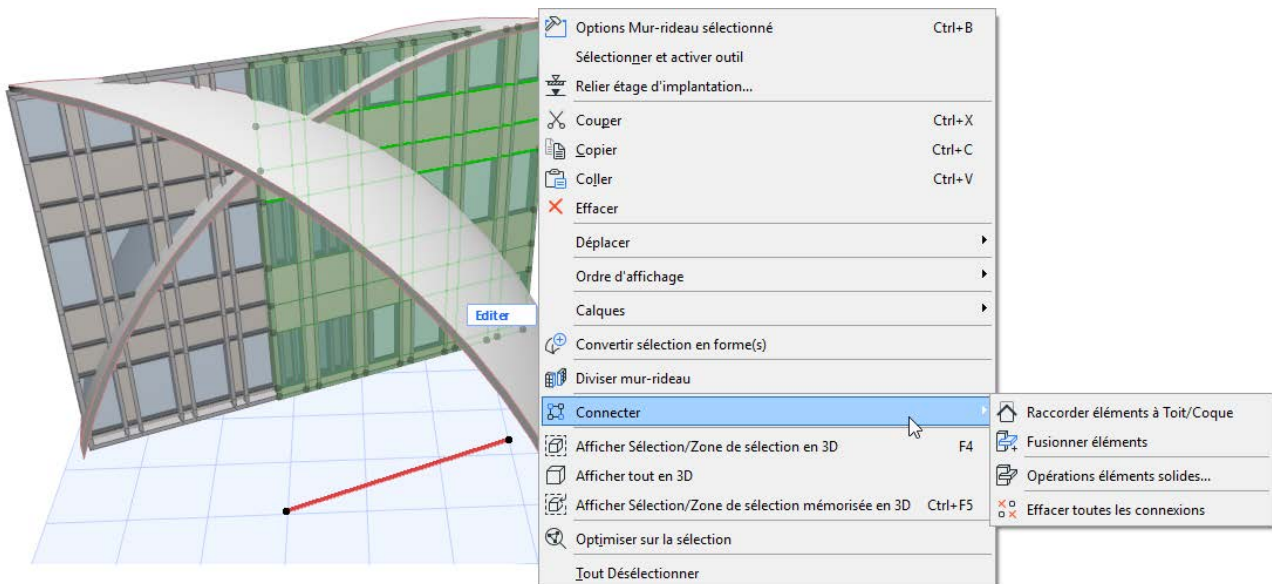 Options Mur-rideau sélectionné Ctrl+B
Sélectionner et activer outil
Relier étage d'implantation...
Couper Ctrl+X
Copier Ctrl+C
Coller Ctrl+V
Effacer
Déplacer
Ordre d'affichage
Calques
Editer
Convertir sélection en forme(s)
Diviser mur-rideau
Connecter
Raccorder éléments à Toit/Coque
Fusionner éléments
Opérations éléments solides...
Effacer toutes les connexions
Afficher Sélection/Zone de sélection en 3D F4
Afficher tout en 3D
Afficher Sélection/Zone de sélection mémorisée en 3D Ctrl+F5
Optimiser sur la sélection
Tout Désélectionner